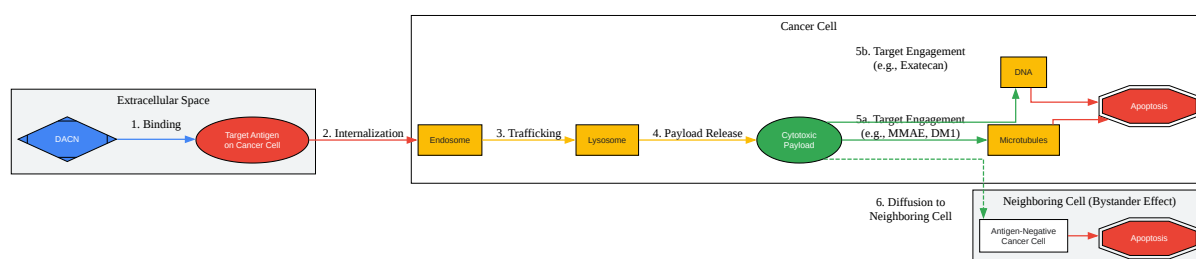 Cancer Cell
5b. Target Engagement
(e.g., Exatecan)
DNA
Apoptosis
Extracellular Space
DACN
1. Binding
Target Antigen
on Cancer Cell
2. Internalization
Endosome
3. Trafficking
Lysosome
4. Payload Release
Cytotoxic
Payload
5a. Target Engagement
(e.g., MMAE, DM1)
Microtubules
6. Diffusion to
Neighboring Cell
Neighboring Cell (Bystander Effect)
Antigen-Negative
Cancer Cell
Apoptosis